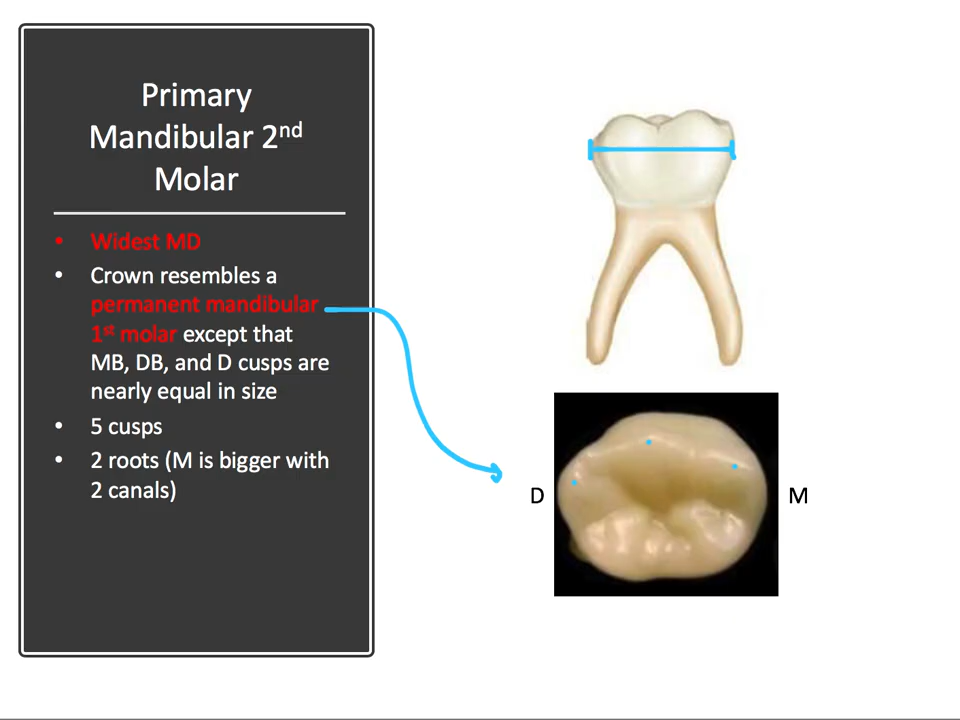 Primary
Mandibular 2nd
Molar
• Widest MD
• Crown resembles a
permanent mandibular
1st molar except that
MB, DB, and D cusps are
nearly equal in size
• 5 cusps
• 2 roots (M is bigger with
2 canals)
D
M